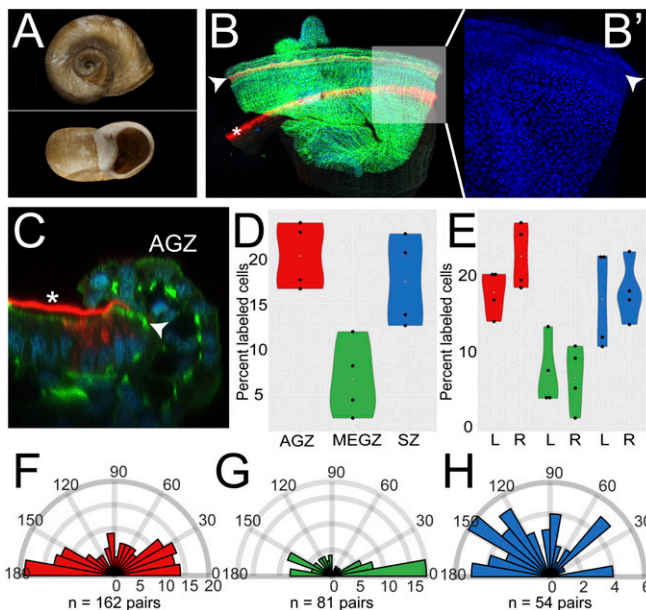 A
B
B'
*
C
AGZ
*
D
Percent labeled cells
20
15
10
5
AGZ MEGZ SZ
E
Percent labeled cells
20
10
0
L R L R L R
F
90
120 60
150 30
180
0 5 10 15 20
n = 162 pairs
G
90
120 60
150 30
180
0 5 10 15
n = 81 pairs
H
90
120 60
150 30
180
0 2 4 6
n = 54 pairs